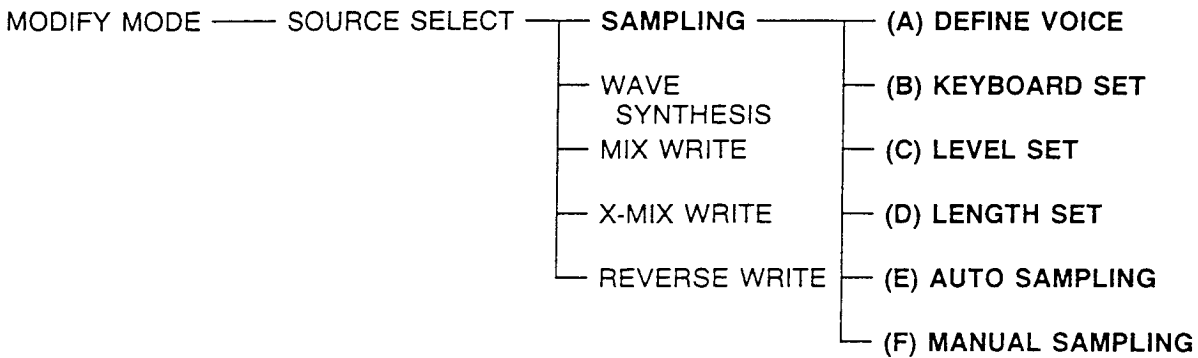 MODIFY MODE SOURCE SELECT SAMPLING (A) DEFINE VOICE
WAVE (B) KEYBOARD SET
SYNTHESIS
MIX WRITE (C) LEVEL SET
X-MIX WRITE (D) LENGTH SET
REVERSE WRITE (E) AUTO SAMPLING
(F) MANUAL SAMPLING